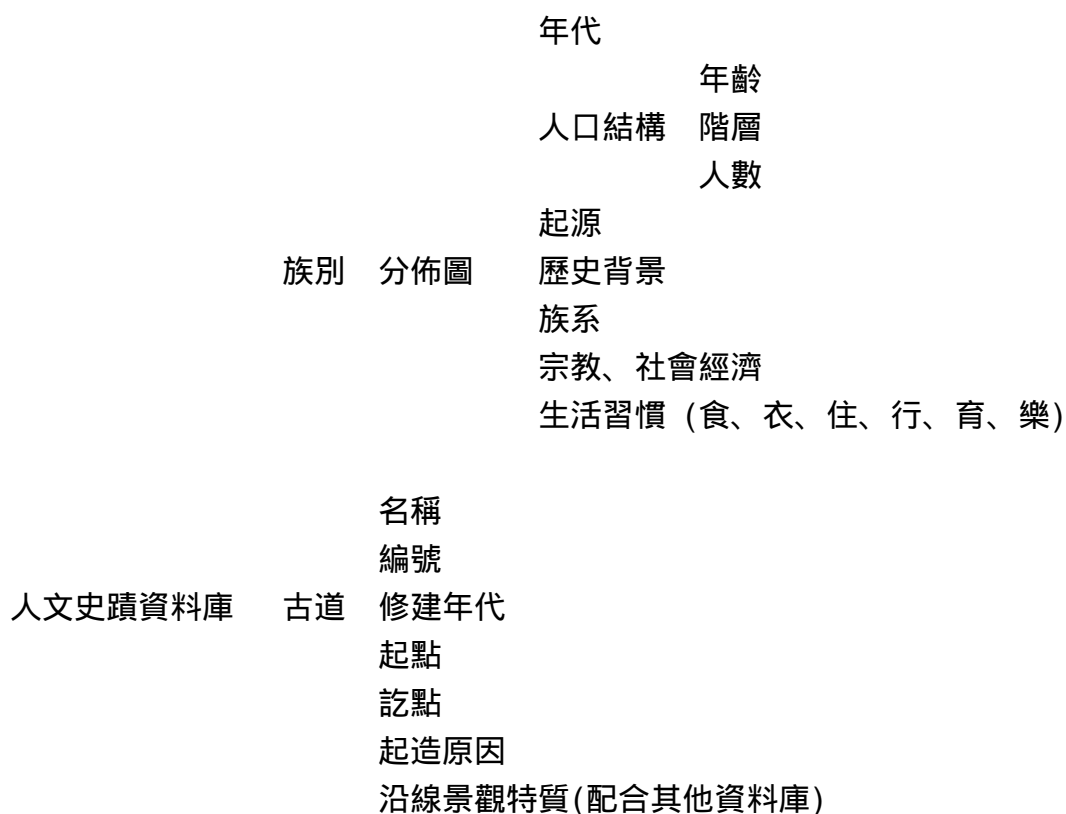 年代
年齡
人口結構 階層
人數
起源
族別 分佈圖 歷史背景
族系
宗教、社會經濟
生活習慣 (食、衣、住、行、育、樂)
名稱
編號
人文史蹟資料庫 古道 修建年代
起點
訖點
起造原因
沿線景觀特質(配合其他資料庫)